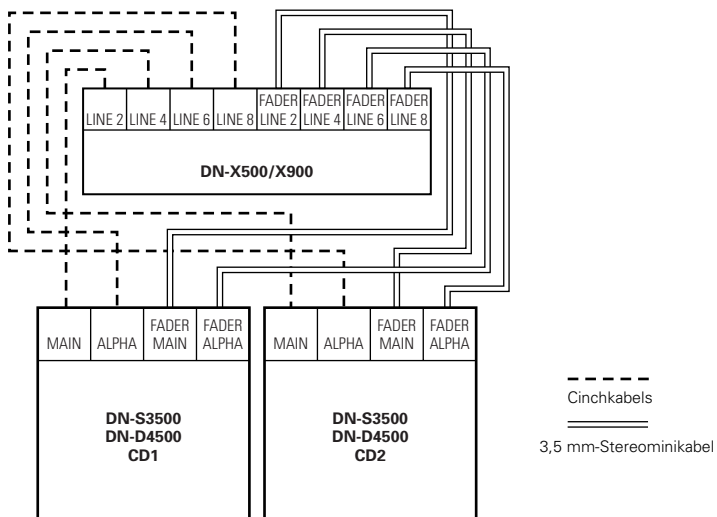 LINE 2 LINE 4 LINE 6 LINE 8 FADER LINE 2 FADER LINE 4 FADER LINE 6 FADER LINE 8
DN-X500/X900
MAIN ALPHA FADER MAIN FADER ALPHA
DN-S3500
DN-D4500
CD1
MAIN ALPHA FADER MAIN FADER ALPHA
DN-S3500
DN-D4500
CD2
Cinchkabels
3,5 mm-Stereominikabel